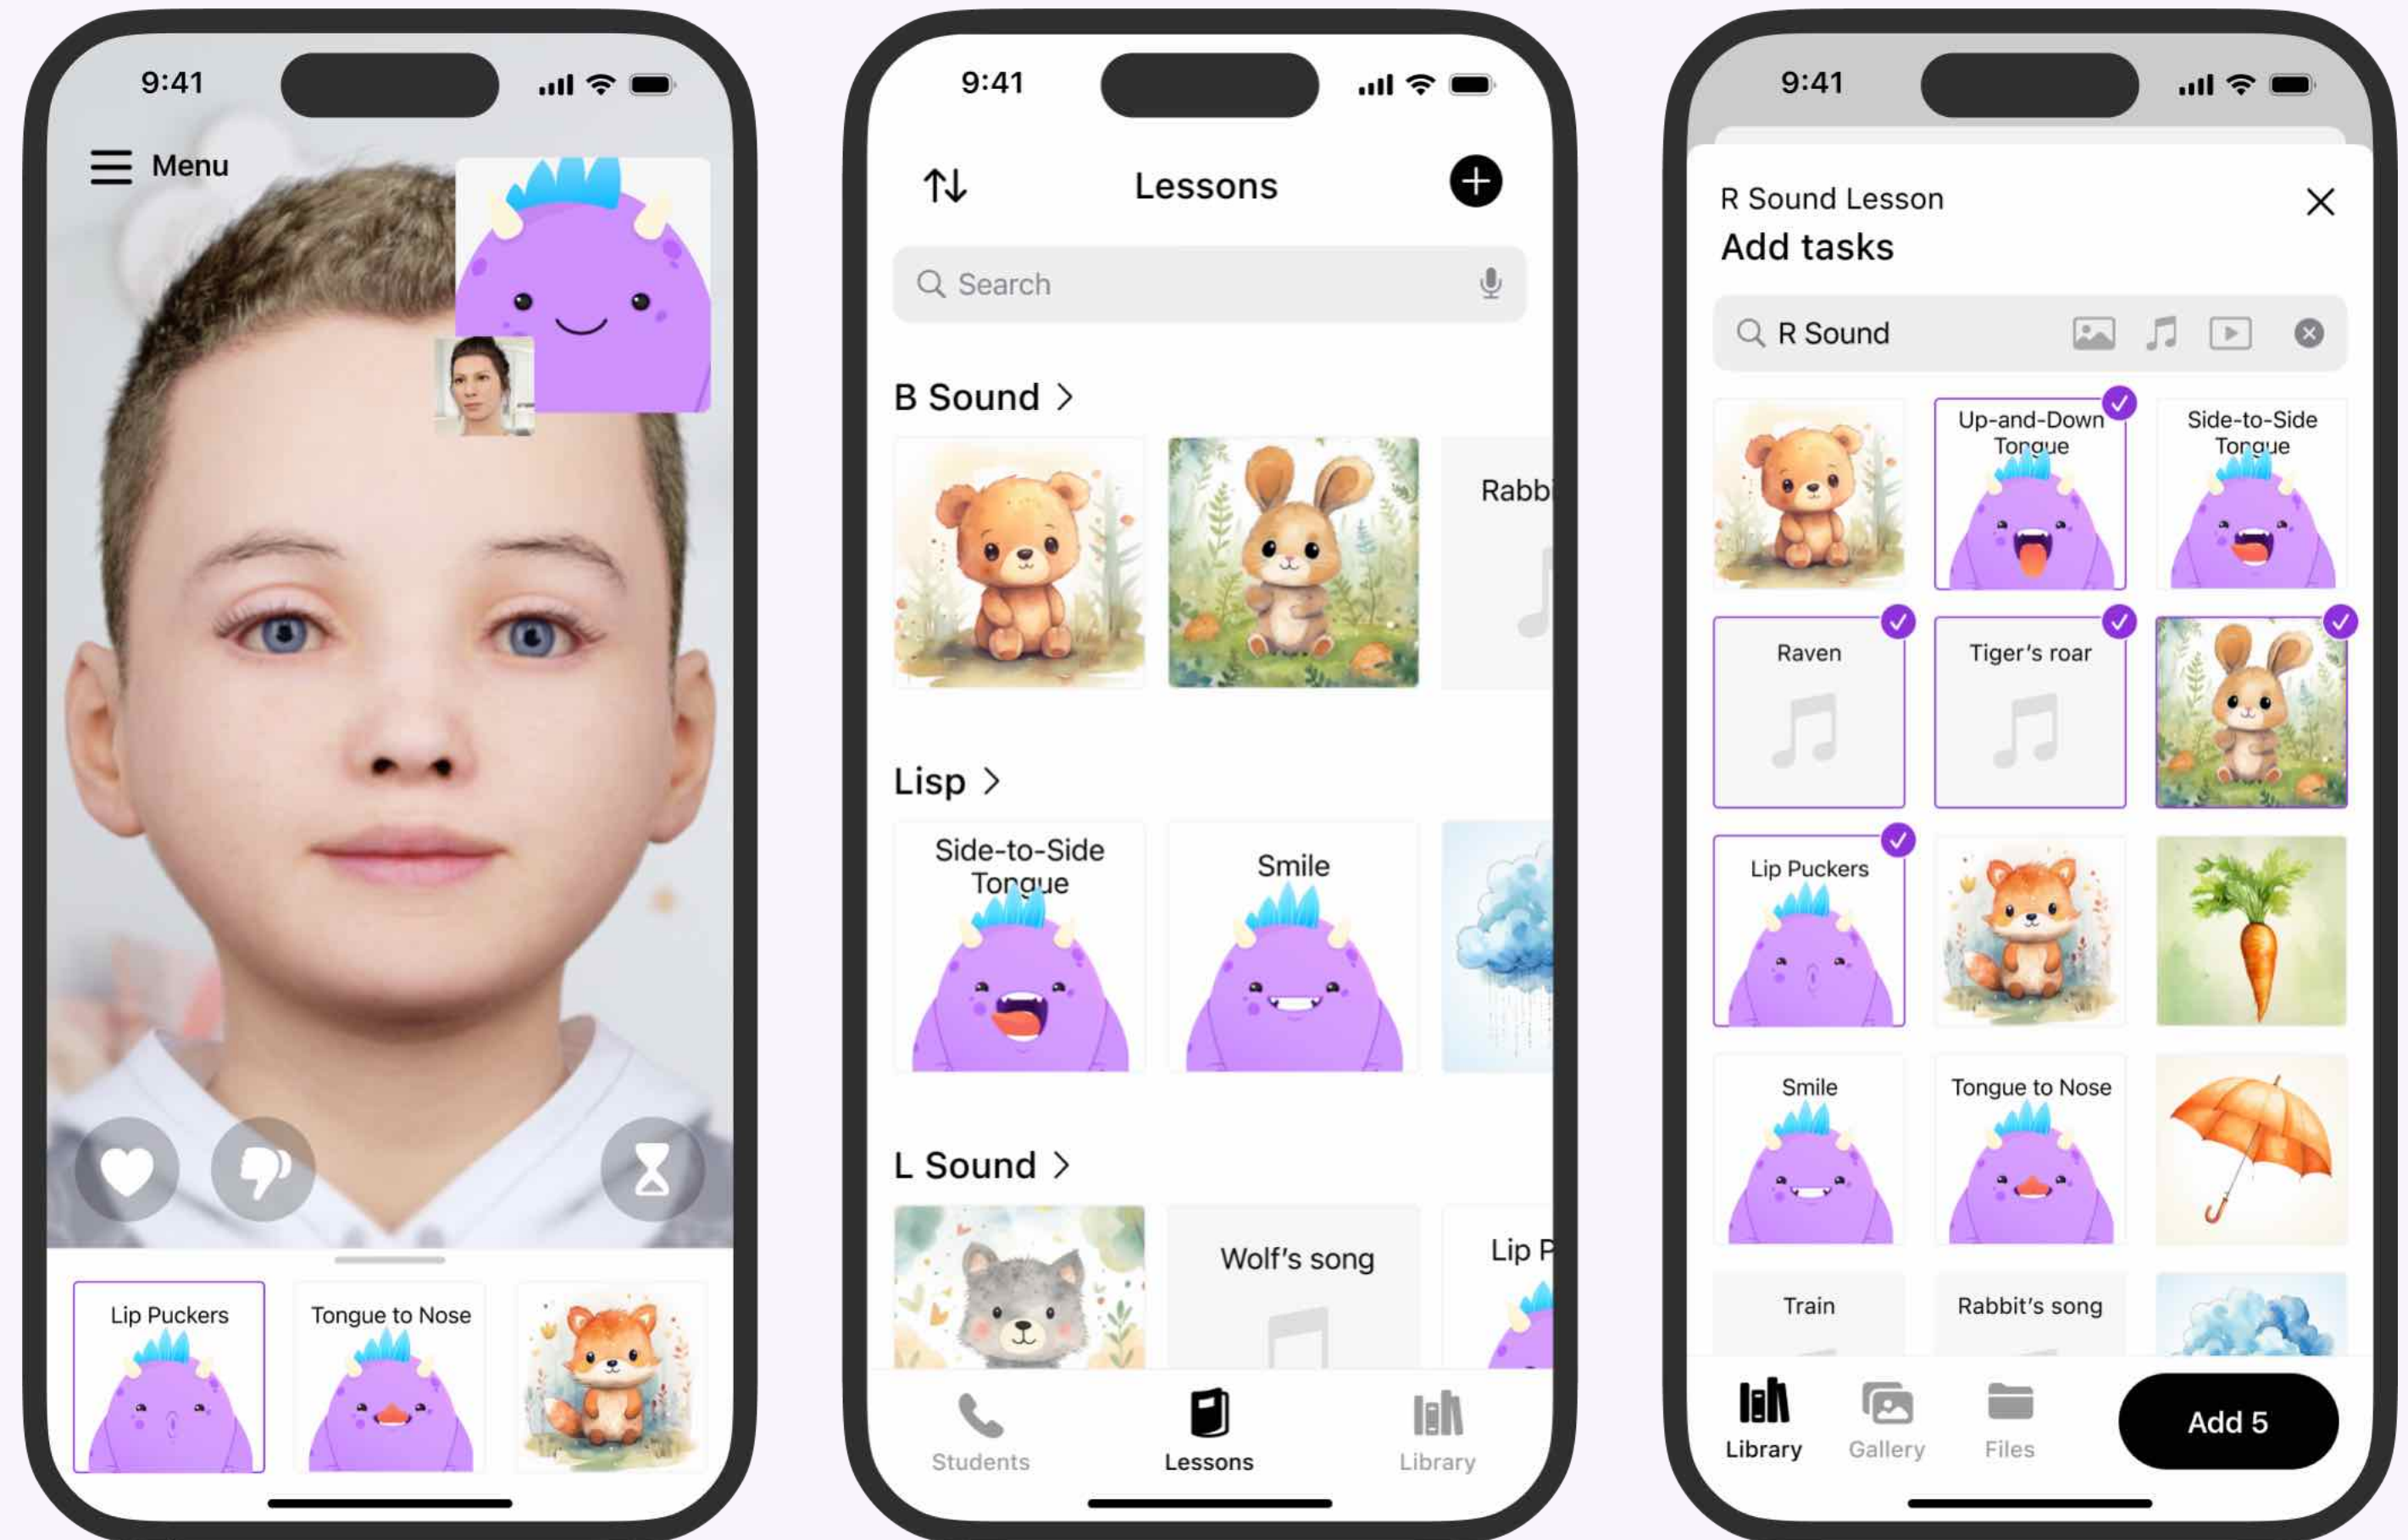 9:41
Menu
Lip Puckers
Tongue to Nose
9:41
Lessons
Search
B Sound
Lisp
Side-to-Side
Tongue
Smile
L Sound
Wolf's song
Students
Lessons
Library
9:41
R Sound Lesson
Add tasks
R Sound
Up-and-Down
Tongue
Side-to-Side
Tongue
Raven
Tiger's roar
Lip Puckers
Smile
Tongue to Nose
Train
Rabbit's song
Library
Gallery
Files
Add 5